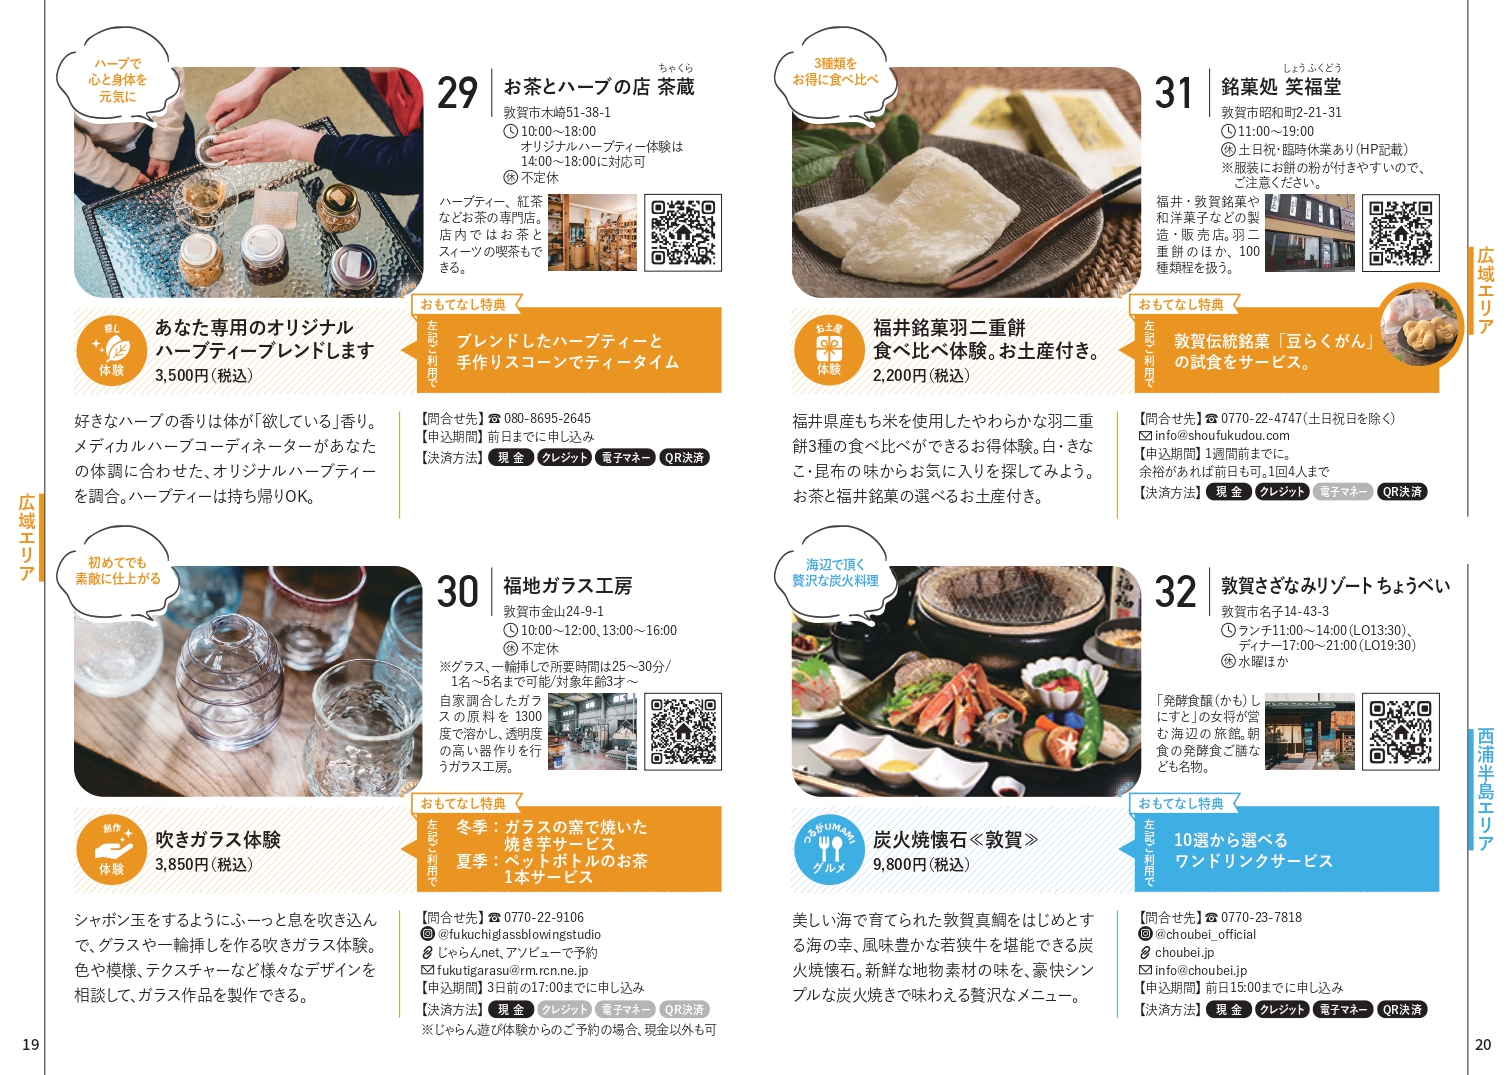 ハーブで
心と身体を
元気に
29
ちゃくら
お茶とハーブの店 茶蔵
敦賀市木崎51-38-1
10:00〜18:00
オリジナルハーブティー体験は
14:00〜18:00に対応可
休 不定休
ハーブティー、紅茶
などお茶の専門店。
店内ではお茶と
スィーツの喫茶もで
きる。
癒し
体験
あなた専用のオリジナル
ハーブティーブレンドします
3,500円(税込)
おもてなし特典
左記ご利用で
ブレンドしたハーブティーと
手作りスコーンでティータイム
好きなハーブの香りは体が「欲している」香り。
メディカルハーブコーディネーターがあなた
の体調に合わせた、オリジナルハーブティー
を調合。ハーブティーは持ち帰りOK。
【問合せ先】☎ 080-8695-2645
【申込期間】前日までに申し込み
【決済方法】 現金 クレジット 電子マネー QR決済
広域エリア
初めてでも
素敵に仕上がる
30
福地ガラス工房
敦賀市金山24-9-1
10:00〜12:00、13:00〜16:00
休 不定休
※グラス、一輪挿しで所要時間は25〜30分/
1名〜5名まで可能/対象年齢3才〜
自家調合したガラ
スの原料を1300
度で溶かし、透明度
の高い器作りを行
うガラス工房。
創作
体験
吹きガラス体験
3,850円(税込)
おもてなし特典
左記ご利用で
冬季：ガラスの窯で焼いた
焼き芋サービス
夏季：ペットボトルのお茶
1本サービス
シャボン玉をするようにふーっと息を吹き込ん
で、グラスや一輪挿しを作る吹きガラス体験。
色や模様、テクスチャーなど様々なデザインを
相談して、ガラス作品を製作できる。
【問合せ先】☎ 0770-22-9106
@fukuchiglassblowingstudio
じゃらんnet、アソビューで予約
fukutigarasu@rm.rcn.ne.jp
【申込期間】3日前の17:00までに申し込み
【決済方法】 現金 クレジット 電子マネー QR決済
※じゃらん遊び体験からのご予約の場合、現金以外も可
19
3種類を
お得に食べ比べ
31
しょうふくどう
銘菓処 笑福堂
敦賀市昭和町2-21-31
11:00〜19:00
休 土日祝・臨時休業あり(HP記載)
※服装にお餅の粉が付きやすいので、
ご注意ください。
福井・敦賀銘菓や
和洋菓子などの製
造・販売店。羽二
重餅のほか、100
種類程を扱う。
お土産
体験
福井銘菓羽二重餅
食べ比べ体験。お土産付き。
2,200円(税込)
おもてなし特典
左記ご利用で
敦賀伝統銘菓「豆らくがん」
の試食をサービス。
福井県産もち米を使用したやわらかな羽二重
餅3種の食べ比べができるお得体験。白・きな
こ・昆布の味からお気に入りを探してみよう。
お茶と福井銘菓の選べるお土産付き。
【問合せ先】☎ 0770-22-4747(土日祝日を除く)
info@shoufukudou.com
【申込期間】1週間前までに。
余裕があれば前日も可。1回4人まで
【決済方法】 現金 クレジット 電子マネー QR決済
広域エリア
海辺で頂く
贅沢な炭火料理
32
敦賀さざなみリゾート ちょうべい
敦賀市名子14-43-3
ランチ11:00〜14:00(LO13:30)、
ディナー17:00〜21:00(LO19:30)
休 水曜ほか
「発酵食醸(かも)し
にすと」の女将が営
む海辺の旅館。朝
食の発酵食ご膳な
ども名物。
つるがUMAMI
グルメ
炭火焼懐石≪敦賀≫
9,800円(税込)
おもてなし特典
左記ご利用で
10選から選べる
ワンドリンクサービス
美しい海で育てられた敦賀真鯛をはじめとす
る海の幸、風味豊かな若狭牛を堪能できる炭
火焼懐石。新鮮な地物素材の味を、豪快シン
プルな炭火焼きで味わえる贅沢なメニュー。
【問合せ先】☎ 0770-23-7818
@choubei_official
choubei.jp
info@choubei.jp
【申込期間】前日15:00までに申し込み
【決済方法】 現金 クレジット 電子マネー QR決済
西浦半島エリア
20